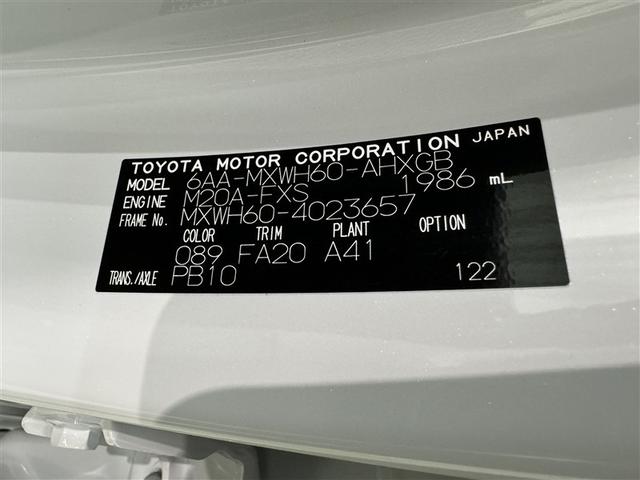 TOYOTA MOTOR CORPORATION JAPAN
MODEL 6AA-MXWH60-AHXGB
ENGINE M20A-FXS 1986 mL
FRAME No. MXWH60-4023657
COLOR TRIM PLANT OPTION
089 FA20 A41
TRANS./AXLE PB10 122